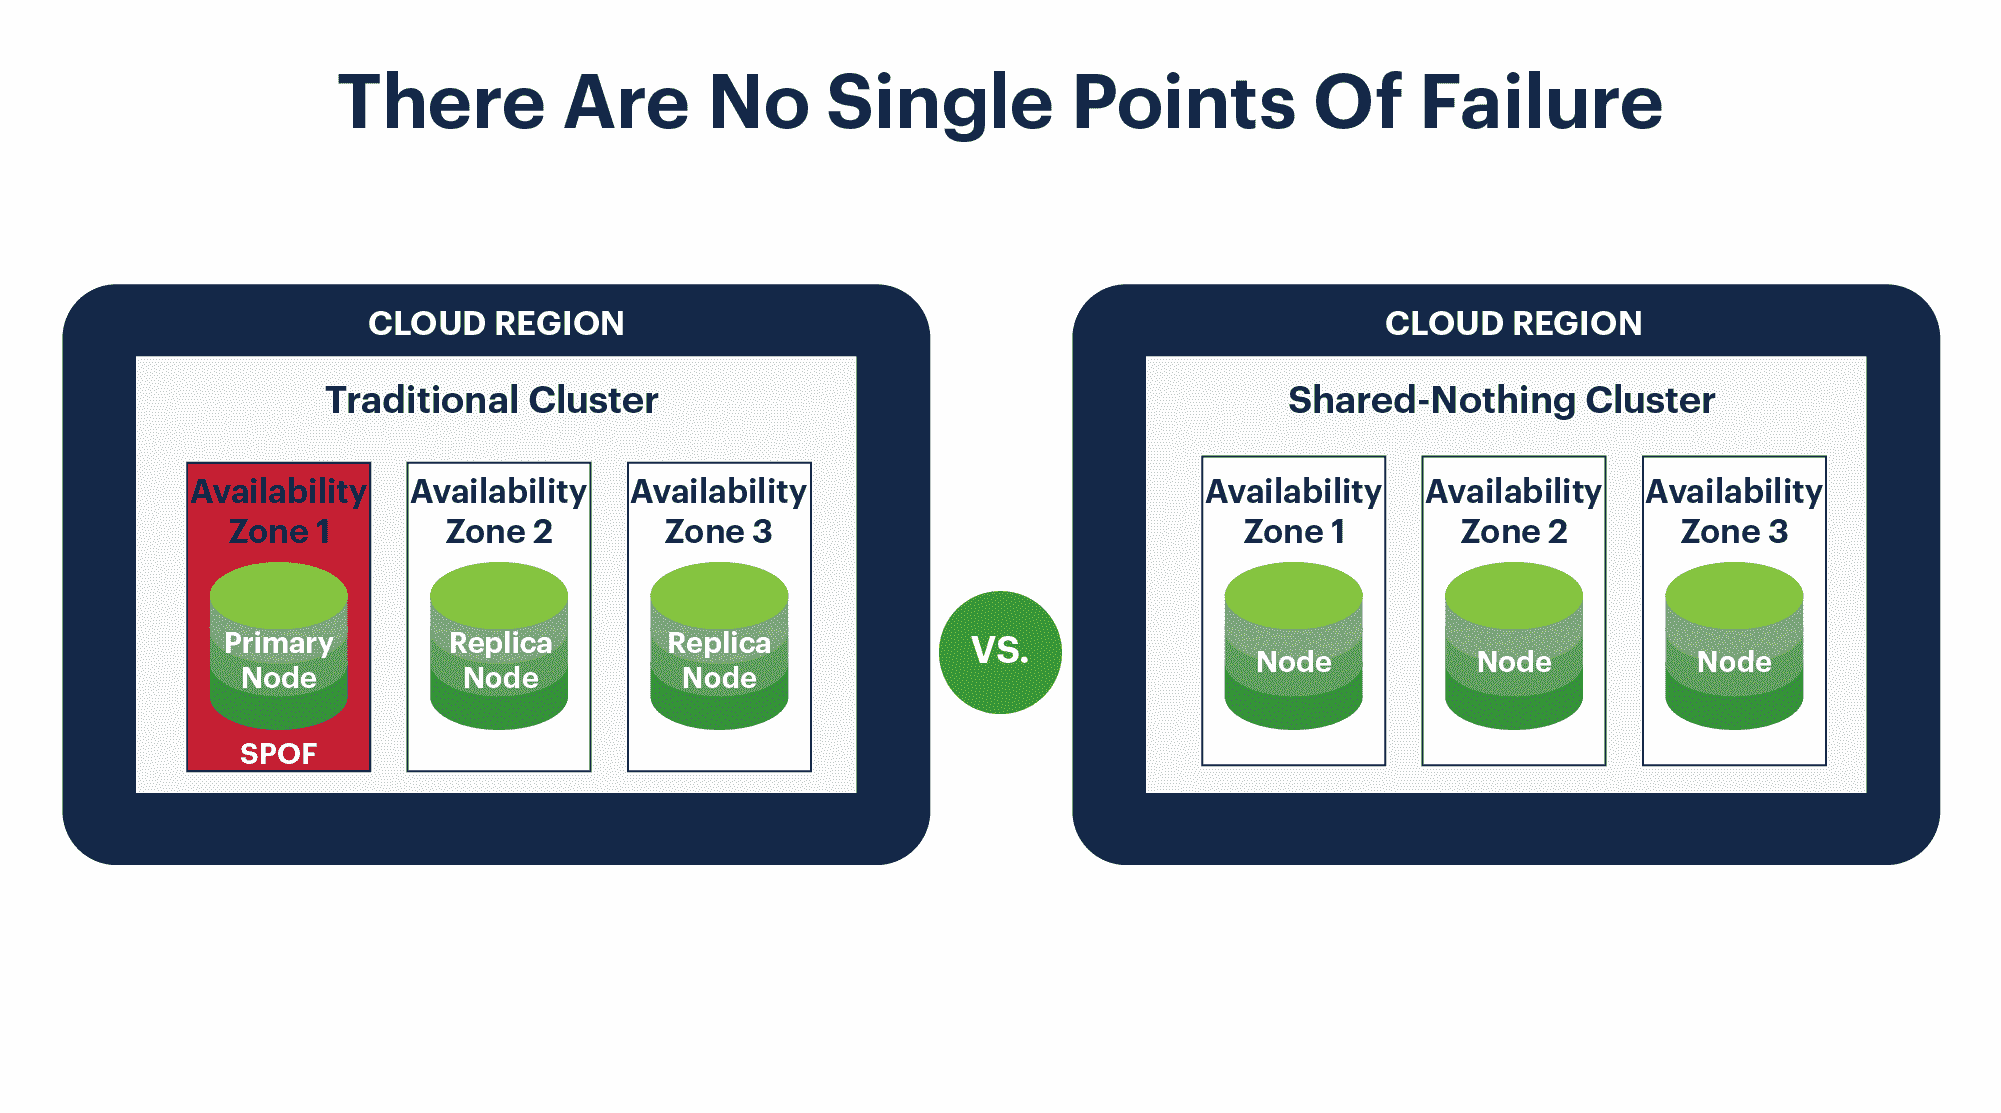 There Are No Single Points Of Failure
CLOUD REGION
Traditional Cluster
Availability
Zone 1
Primary
Node
SPOF
Availability
Zone 2
Replica
Node
Availability
Zone 3
Replica
Node
VS.
CLOUD REGION
Shared-Nothing Cluster
Availability
Zone 1
Node
Availability
Zone 2
Node
Availability
Zone 3
Node